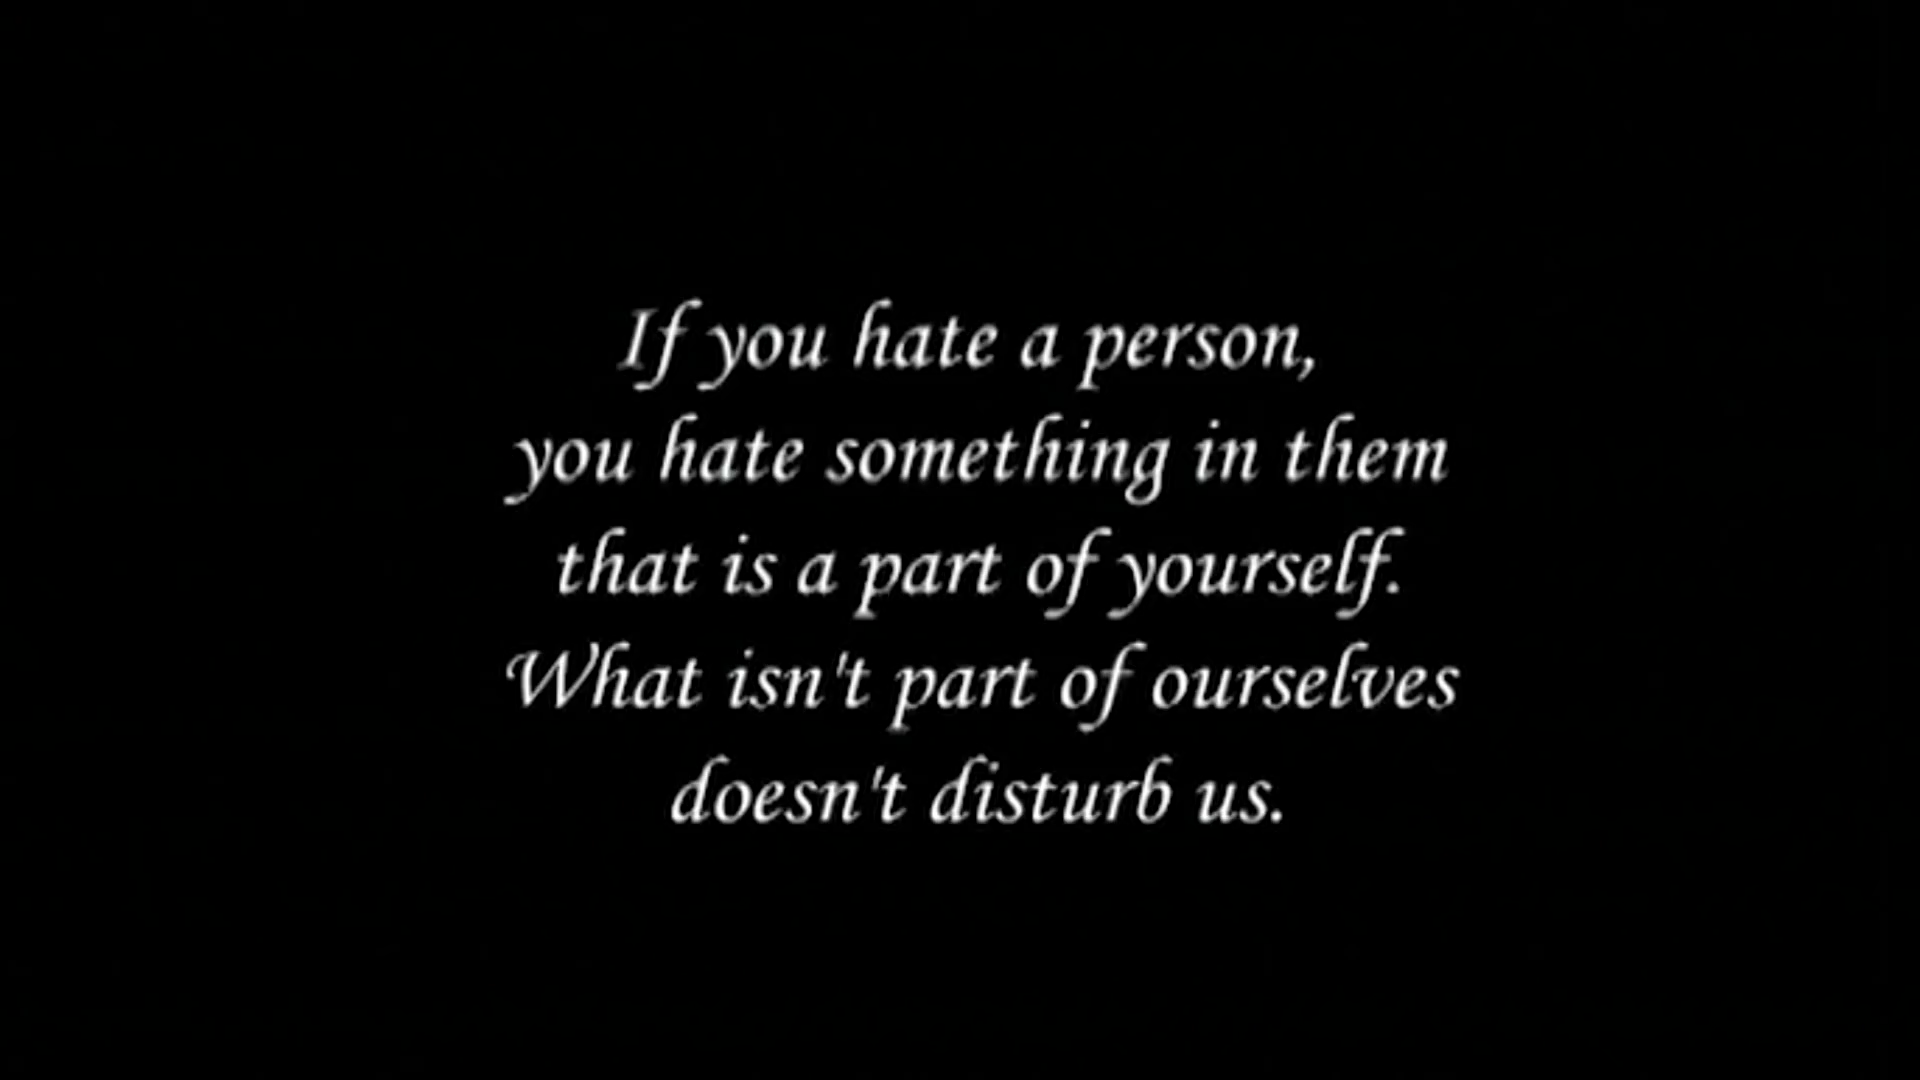 If you hate a person,
you hate something in them
that is a part of yourself.
What isn't part of ourselves
doesn't disturb us.